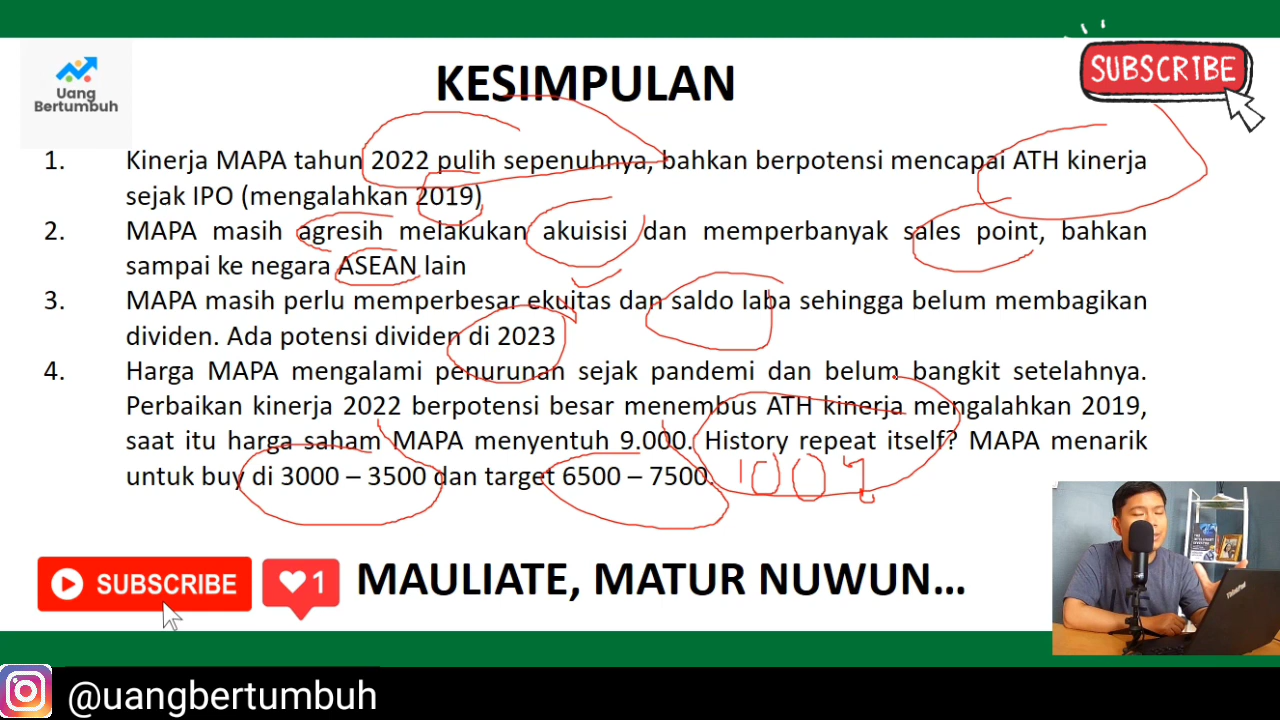 Uang
Bertumbuh
KESIMPULAN
SUBSCRIBE
1. Kinerja MAPA tahun 2022 pulih sepenuhnya, bahkan berpotensi mencapai ATH kinerja
sejak IPO (mengalahkan 2019)
2. MAPA masih agresih melakukan akuisisi dan memperbanyak sales point, bahkan
sampai ke negara ASEAN lain
3. MAPA masih perlu memperbesar ekuitas dan saldo laba sehingga belum membagikan
dividen. Ada potensi dividen di 2023
4. Harga MAPA mengalami penurunan sejak pandemi dan belum bangkit setelahnya.
Perbaikan kinerja 2022 berpotensi besar menembus ATH kinerja mengalahkan 2019,
saat itu harga saham MAPA menyentuh 9.000. History repeat itself? MAPA menarik
untuk buy di 3000 – 3500 dan target 6500 – 7500.
SUBSCRIBE
1
MAULIATE, MATUR NUWUN...
ThinkPad
@uangbertumbuh